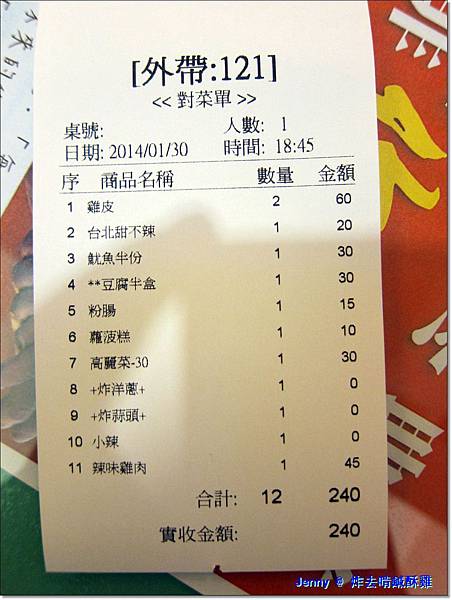 [外帶:121]
<< 對菜單 >>
桌號: 人數: 1
日期: 2014/01/30 時間: 18:45
序 商品名稱 數量 金額
1 雞皮 2 60
2 台北甜不辣 1 20
3 魷魚半份 1 30
4 **豆腐半盒 1 30
5 粉腸 1 15
6 蘿菠糕 1 10
7 高麗菜-30 1 30
8 +炸洋蔥+ 1 0
9 +炸蒜頭+ 1 0
10 小辣 1 0
11 辣味雞肉 1 45
合計: 12 240
實收金額: 240
Jenny @ 炸去啃鹹酥雞